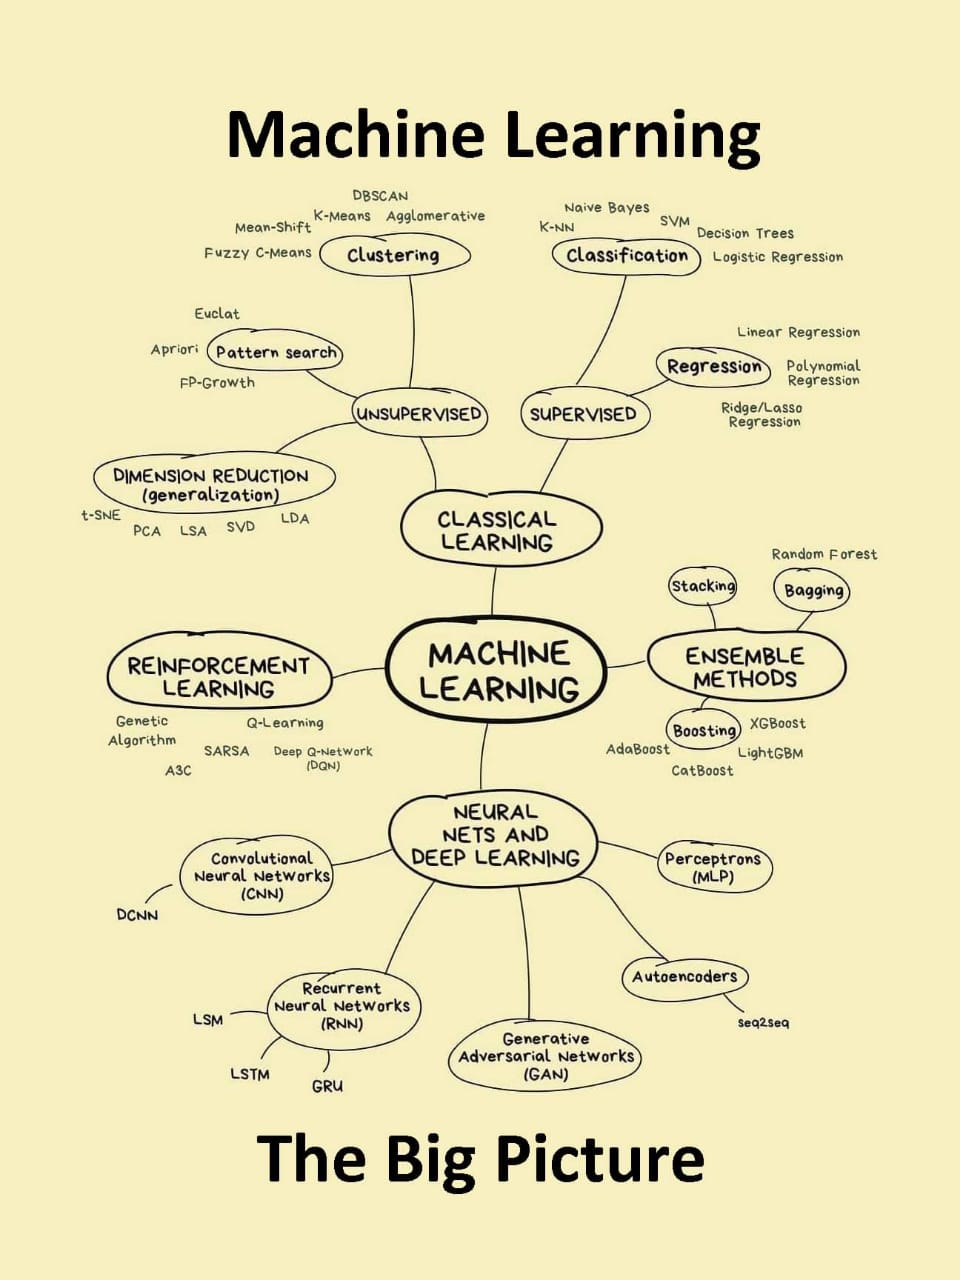 Machine Learning
DBSCAN
K-Means Agglomerative
Mean-Shift
Fuzzy C-Means
Clustering
Naive Bayes
K-NN
SVM
Decision Trees
Classification
Logistic Regression
Euclat
Apriori
Pattern search
FP-Growth
Linear Regression
Regression
Polynomial
Regression
Ridge/Lasso
Regression
UNSUPERVISED
SUPERVISED
DIMENSION REDUCTION
(generalization)
t-SNE
PCA
LSA
SVD
LDA
CLASSICAL
LEARNING
Random Forest
Stacking
Bagging
MACHINE
LEARNING
REINFORCEMENT
LEARNING
ENSEMBLE
METHODS
Genetic
Algorithm
Q-Learning
SARSA
Deep Q-Network
(DQN)
A3C
Boosting
XGBoost
AdaBoost
LightGBM
CatBoost
NEURAL
NETS AND
DEEP LEARNING
Convolutional
Neural Networks
(CNN)
DCNN
Perceptrons
(MLP)
Recurrent
Neural Networks
(RNN)
LSM
LSTM
GRU
Generative
Adversarial Networks
(GAN)
Autoencoders
seq2seq
The Big Picture